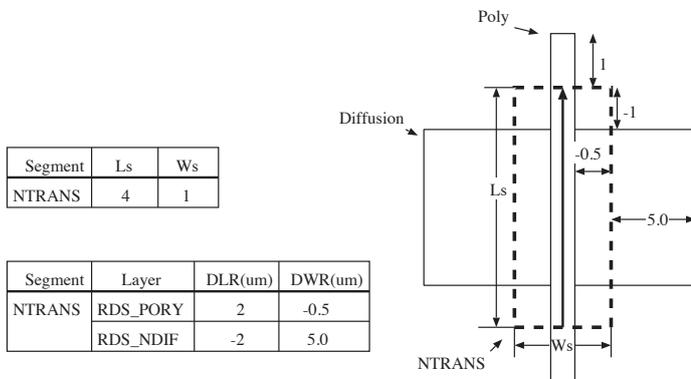 Poly
1
Diffusion
-1
-0.5
Ls
5.0
Ws
NTRANS
Segment Ls Ws
NTRANS 4 1
Segment Layer DLR(um) DWR(um)
NTRANS RDS_PORY 2 -0.5
RDS_NDIF -2 5.0